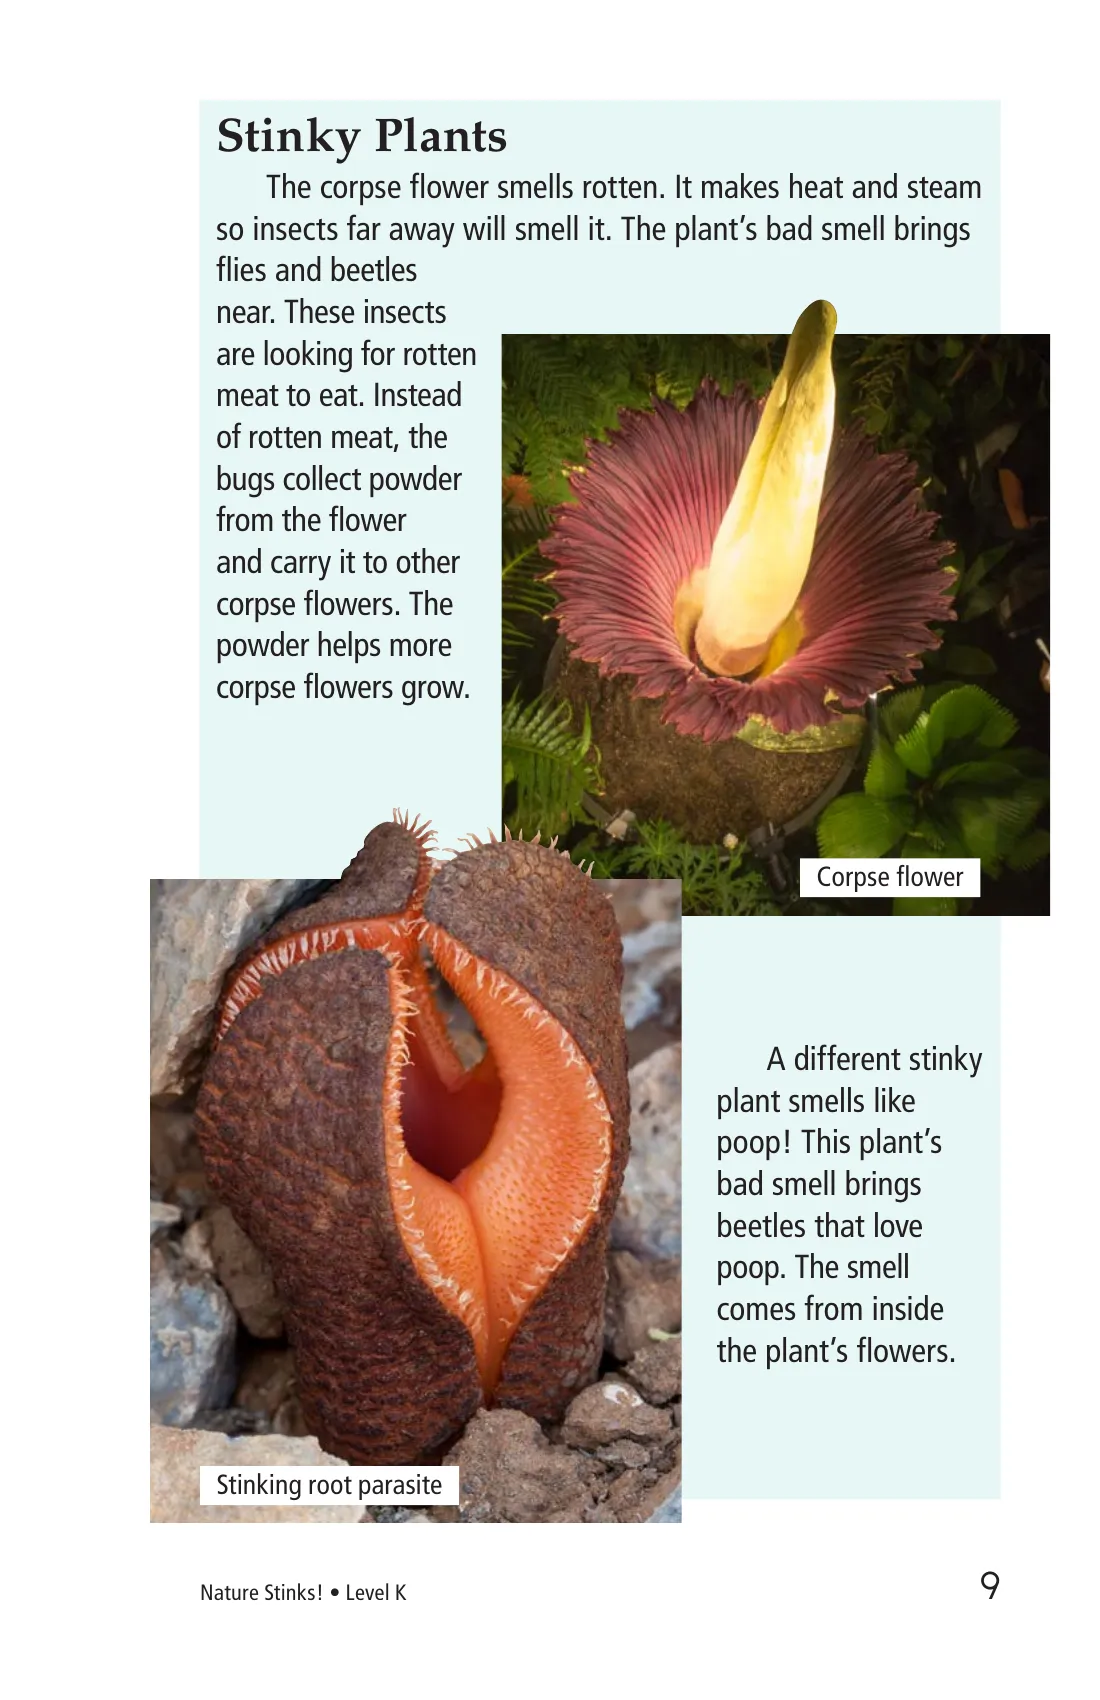 Stinky Plants
The corpse flower smells rotten. It makes heat and steam
so insects far away will smell it. The plant’s bad smell brings
flies and beetles
near. These insects
are looking for rotten
meat to eat. Instead
of rotten meat, the
bugs collect powder
from the flower
and carry it to other
corpse flowers. The
powder helps more
corpse flowers grow.
Corpse flower
A different stinky
plant smells like
poop! This plant’s
bad smell brings
beetles that love
poop. The smell
comes from inside
the plant’s flowers.
Stinking root parasite
Nature Stinks! • Level K
9